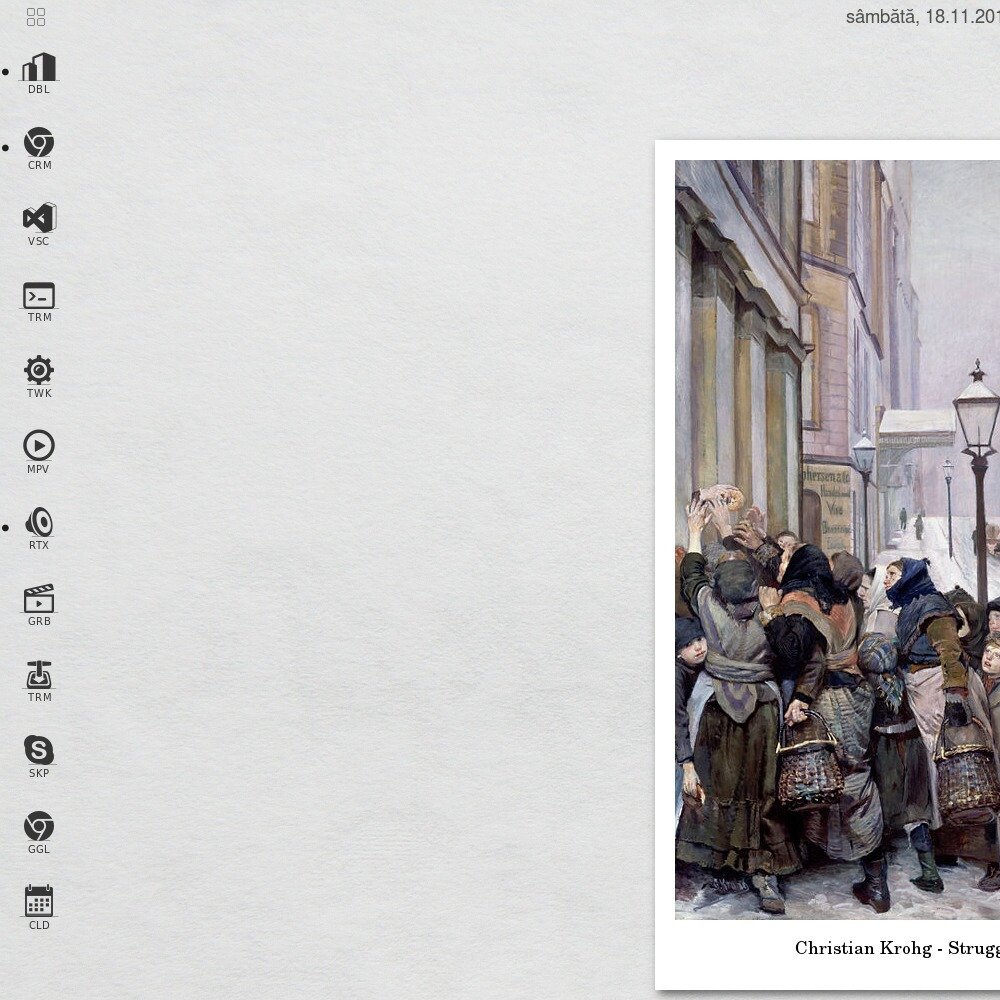 sâmbătă, 18.11.201
DBL
CRM
VSC
TRM
TWK
MPV
RTX
GRB
TRM
SKP
GGL
CLD
Christian Krohg - Strugg